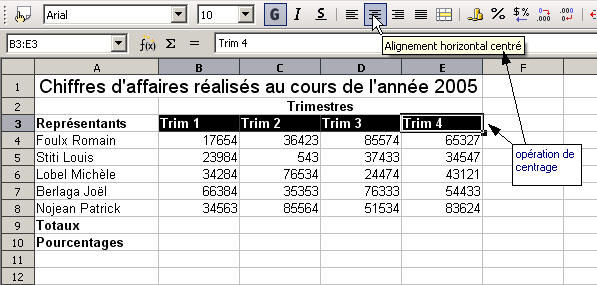 Arial 10 G I S % $%
Alignement horizontal centré
B3:E3 f(x) Σ = Trim 4
A B C D E F
1 Chiffres d'affaires réalisés au cours de l'année 2005
2 Trimestres
3 Représentants Trim 1 Trim 2 Trim 3 Trim 4
4 Foulx Romain 17654 36423 85574 65327
5 Stiti Louis 23984 543 37433 34547
opération de
centrage
6 Lobel Michèle 34284 76534 24474 43121
7 Berlaga Joël 66384 35353 76333 54433
8 Nojean Patrick 34563 85564 51534 83624
9 Totaux
10 Pourcentages
11
12